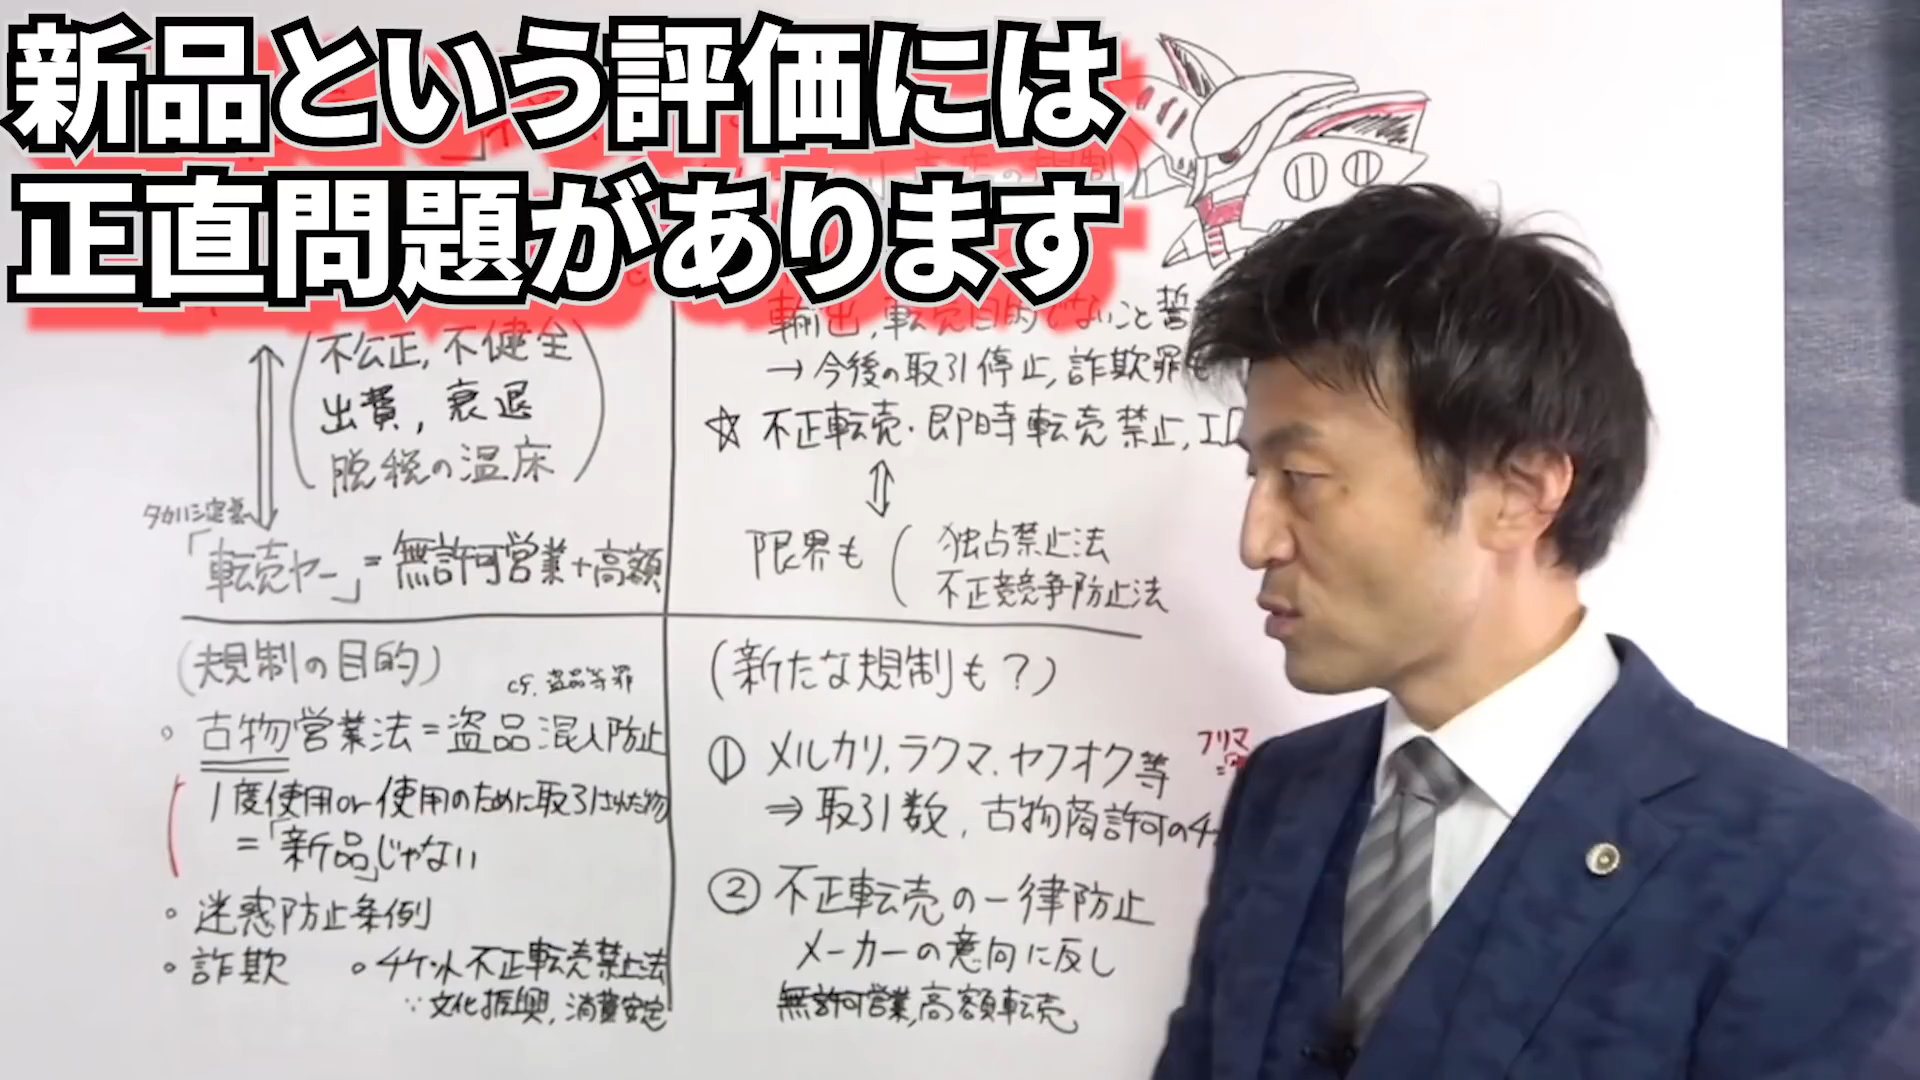 新品という評価には
正直問題があります
(不公正,不健全
出費,衰退
脱税の温床)
タカハシ定義
「転売ヤー」=無許可営業+高額
輸出,転売目的でないこと誓
→今後の取引停止,詐欺罪も
☆不正転売・即時転売禁止,
限界も(独占禁止法
不正競争防止法
(規制の目的)
cf.盗品等罪
○古物営業法=盗品混入防止
1度使用or使用のために取引された物
=「新品」じゃない
○迷惑防止条例
○詐欺 ○チケット不正転売禁止法
∵文化振興,消費安定
(新たな規制も?)
①メルカリ,ラクマ,ヤフオク等
フリマ
⇒取引数,古物商許可のチ
②不正転売の一律防止
メーカーの意向に反し
無許可営業,高額転売